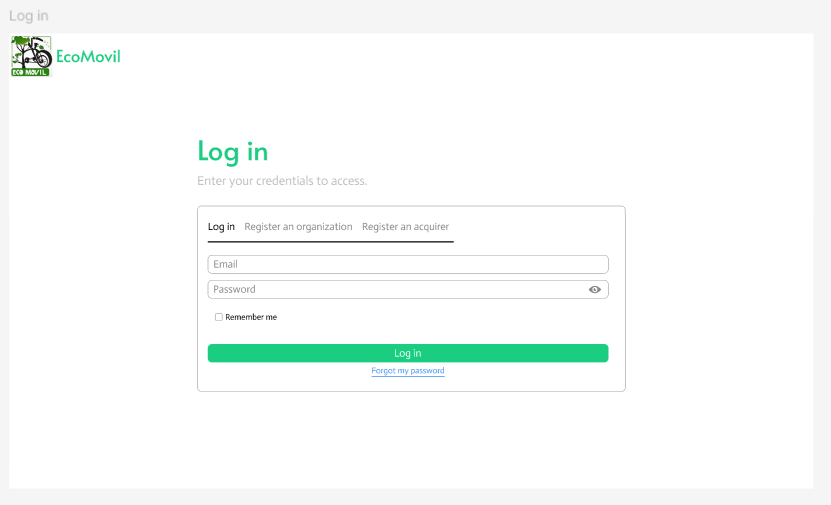 Log in
ECO MOVIL
EcoMovil
Log in
Enter your credentials to access.
Log in Register an organization Register an acquirer
Email
Password
Remember me
Log in
Forgot my password